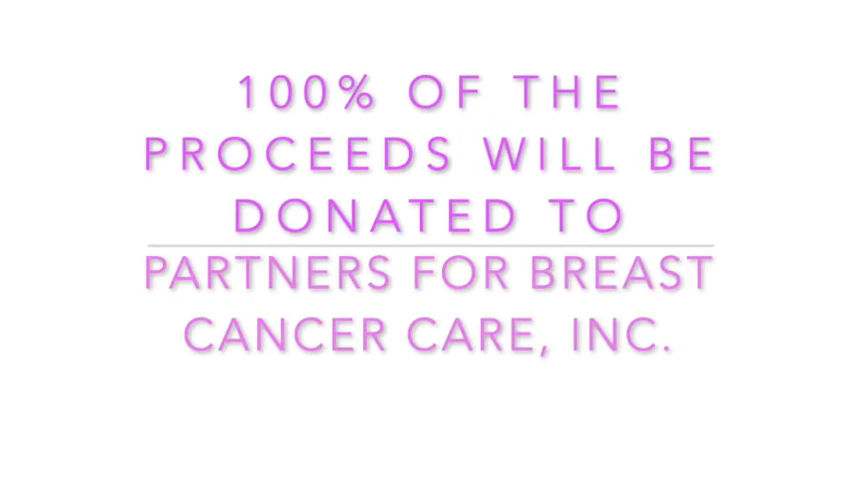 100% OF THE
PROCEEDS WILL BE
DONATED TO
PARTNERS FOR BREAST
CANCER CARE, INC.